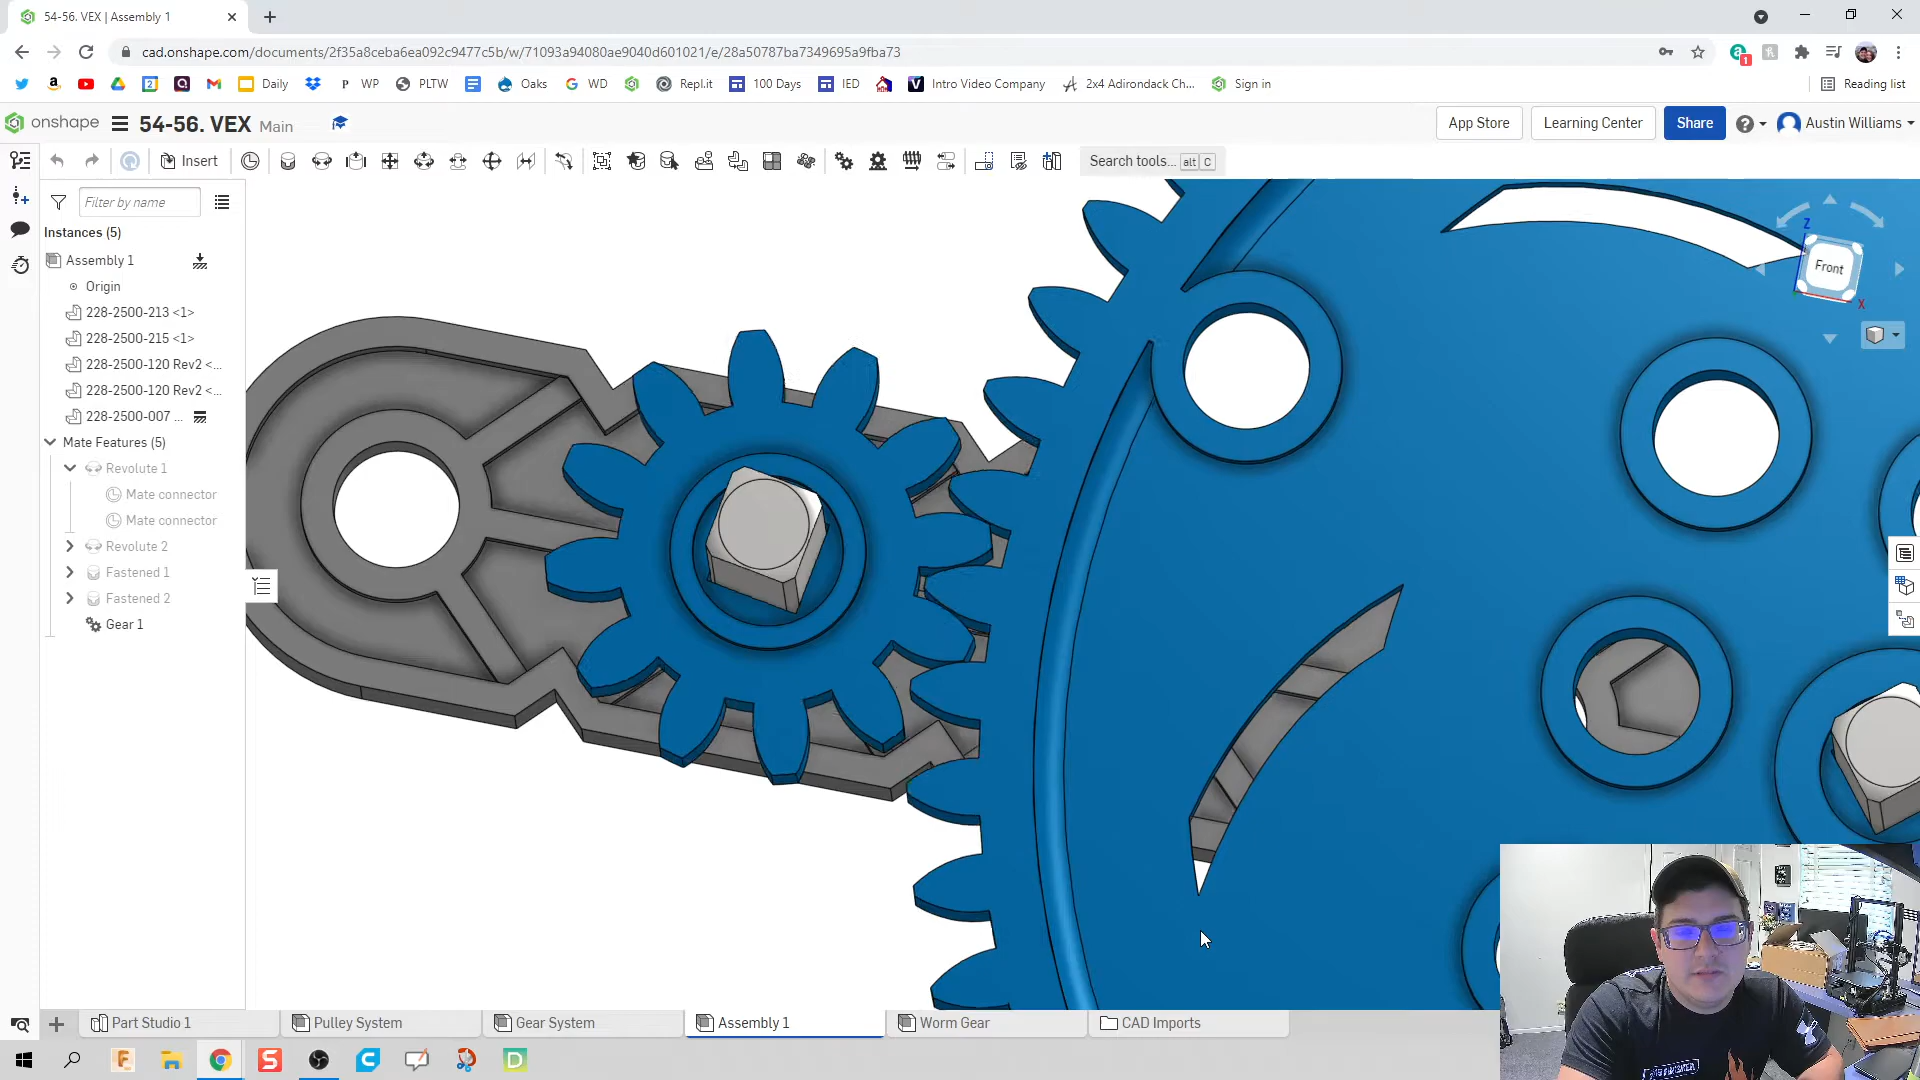 54-56. VEX | Assembly 1
cad.onshape.com/documents/2f35a8ceba6ea092c9477c5b/w/71093a94080ae9040d601021/e/28a50787ba7349695a9fba73
1
Daily
WP
PLTW
Oaks
WD
Repl.it
100 Days
IED
Intro Video Company
2x4 Adirondack Ch...
Sign in
Reading list
onshape
54-56. VEX Main
App Store
Learning Center
Share
Austin Williams
Insert
Search tools... alt C
Filter by name
Instances (5)
Assembly 1
Origin
228-2500-213 <1>
228-2500-215 <1>
228-2500-120 Rev2 <...
228-2500-120 Rev2 <...
228-2500-007 ...
Mate Features (5)
Revolute 1
Mate connector
Mate connector
Revolute 2
Fastened 1
Fastened 2
Gear 1
Z
Front
X
Part Studio 1
Pulley System
Gear System
Assembly 1
Worm Gear
CAD Imports